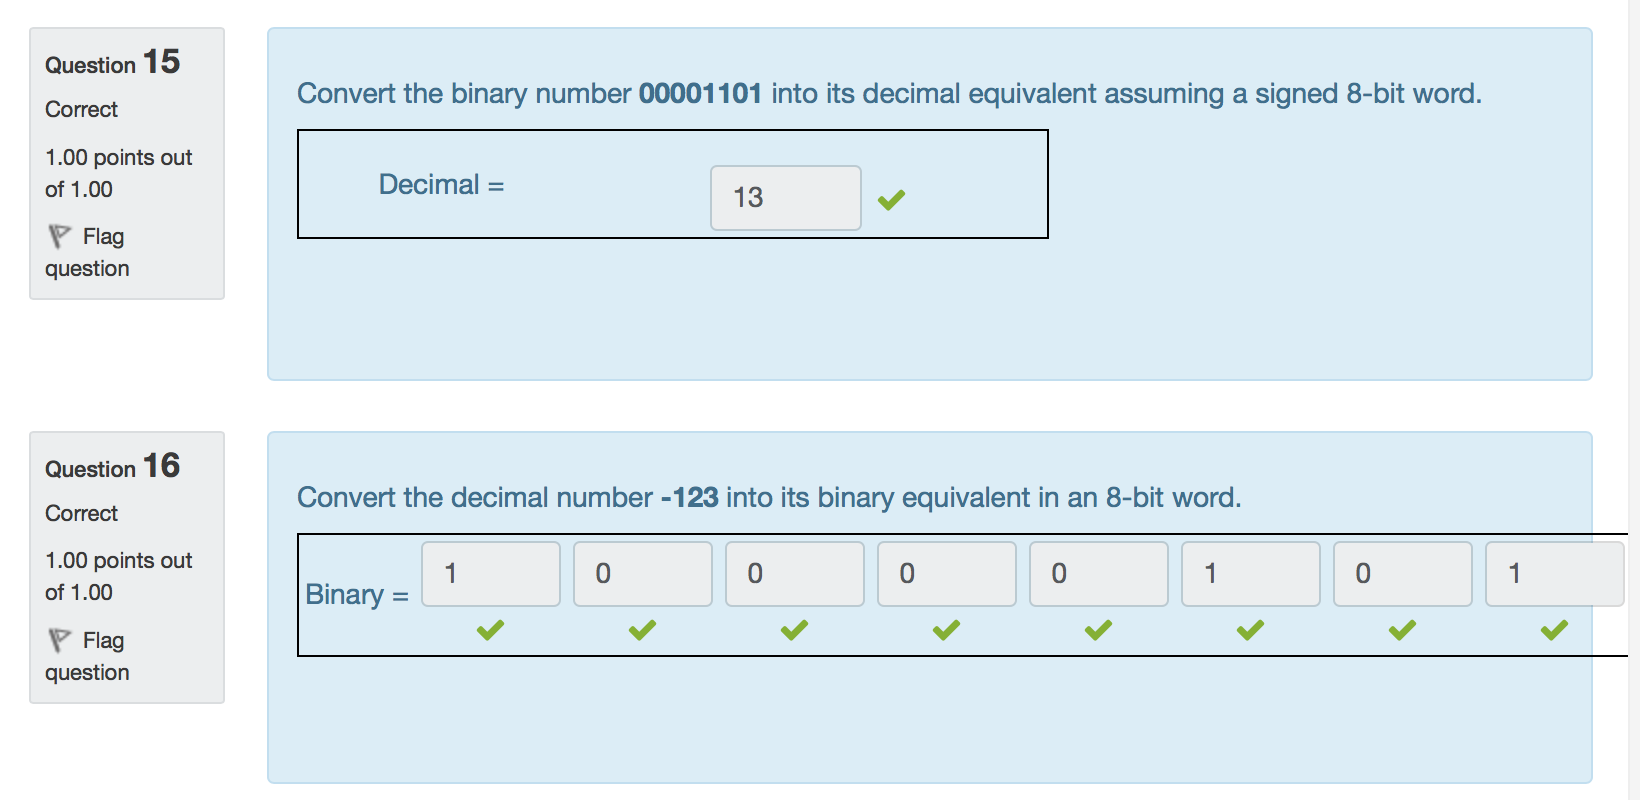 Question 15
Correct
1.00 points out
of 1.00
Flag
question
Convert the binary number 00001101 into its decimal equivalent assuming a signed 8-bit word.
Decimal = 13
Question 16
Correct
1.00 points out
of 1.00
Flag
question
Convert the decimal number -123 into its binary equivalent in an 8-bit word.
Binary = 1 0 0 0 0 1 0 1